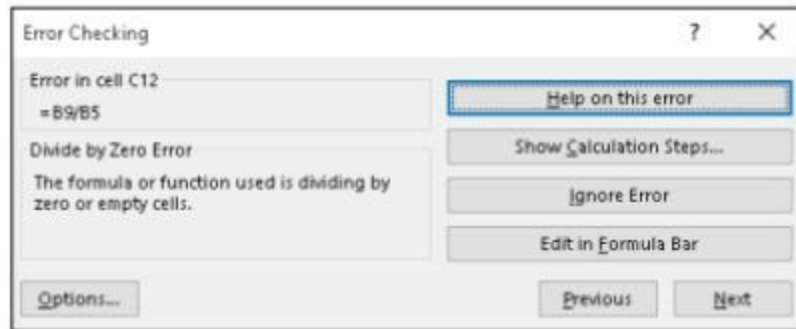 Error Checking
?
Error in cell C12
=B9/B5
Divide by Zero Error
The formula or function used is dividing by
zero or empty cells.
Help on this error
Show Calculation Steps...
Ignore Error
Edit in Formula Bar
Options...
Previous
Next